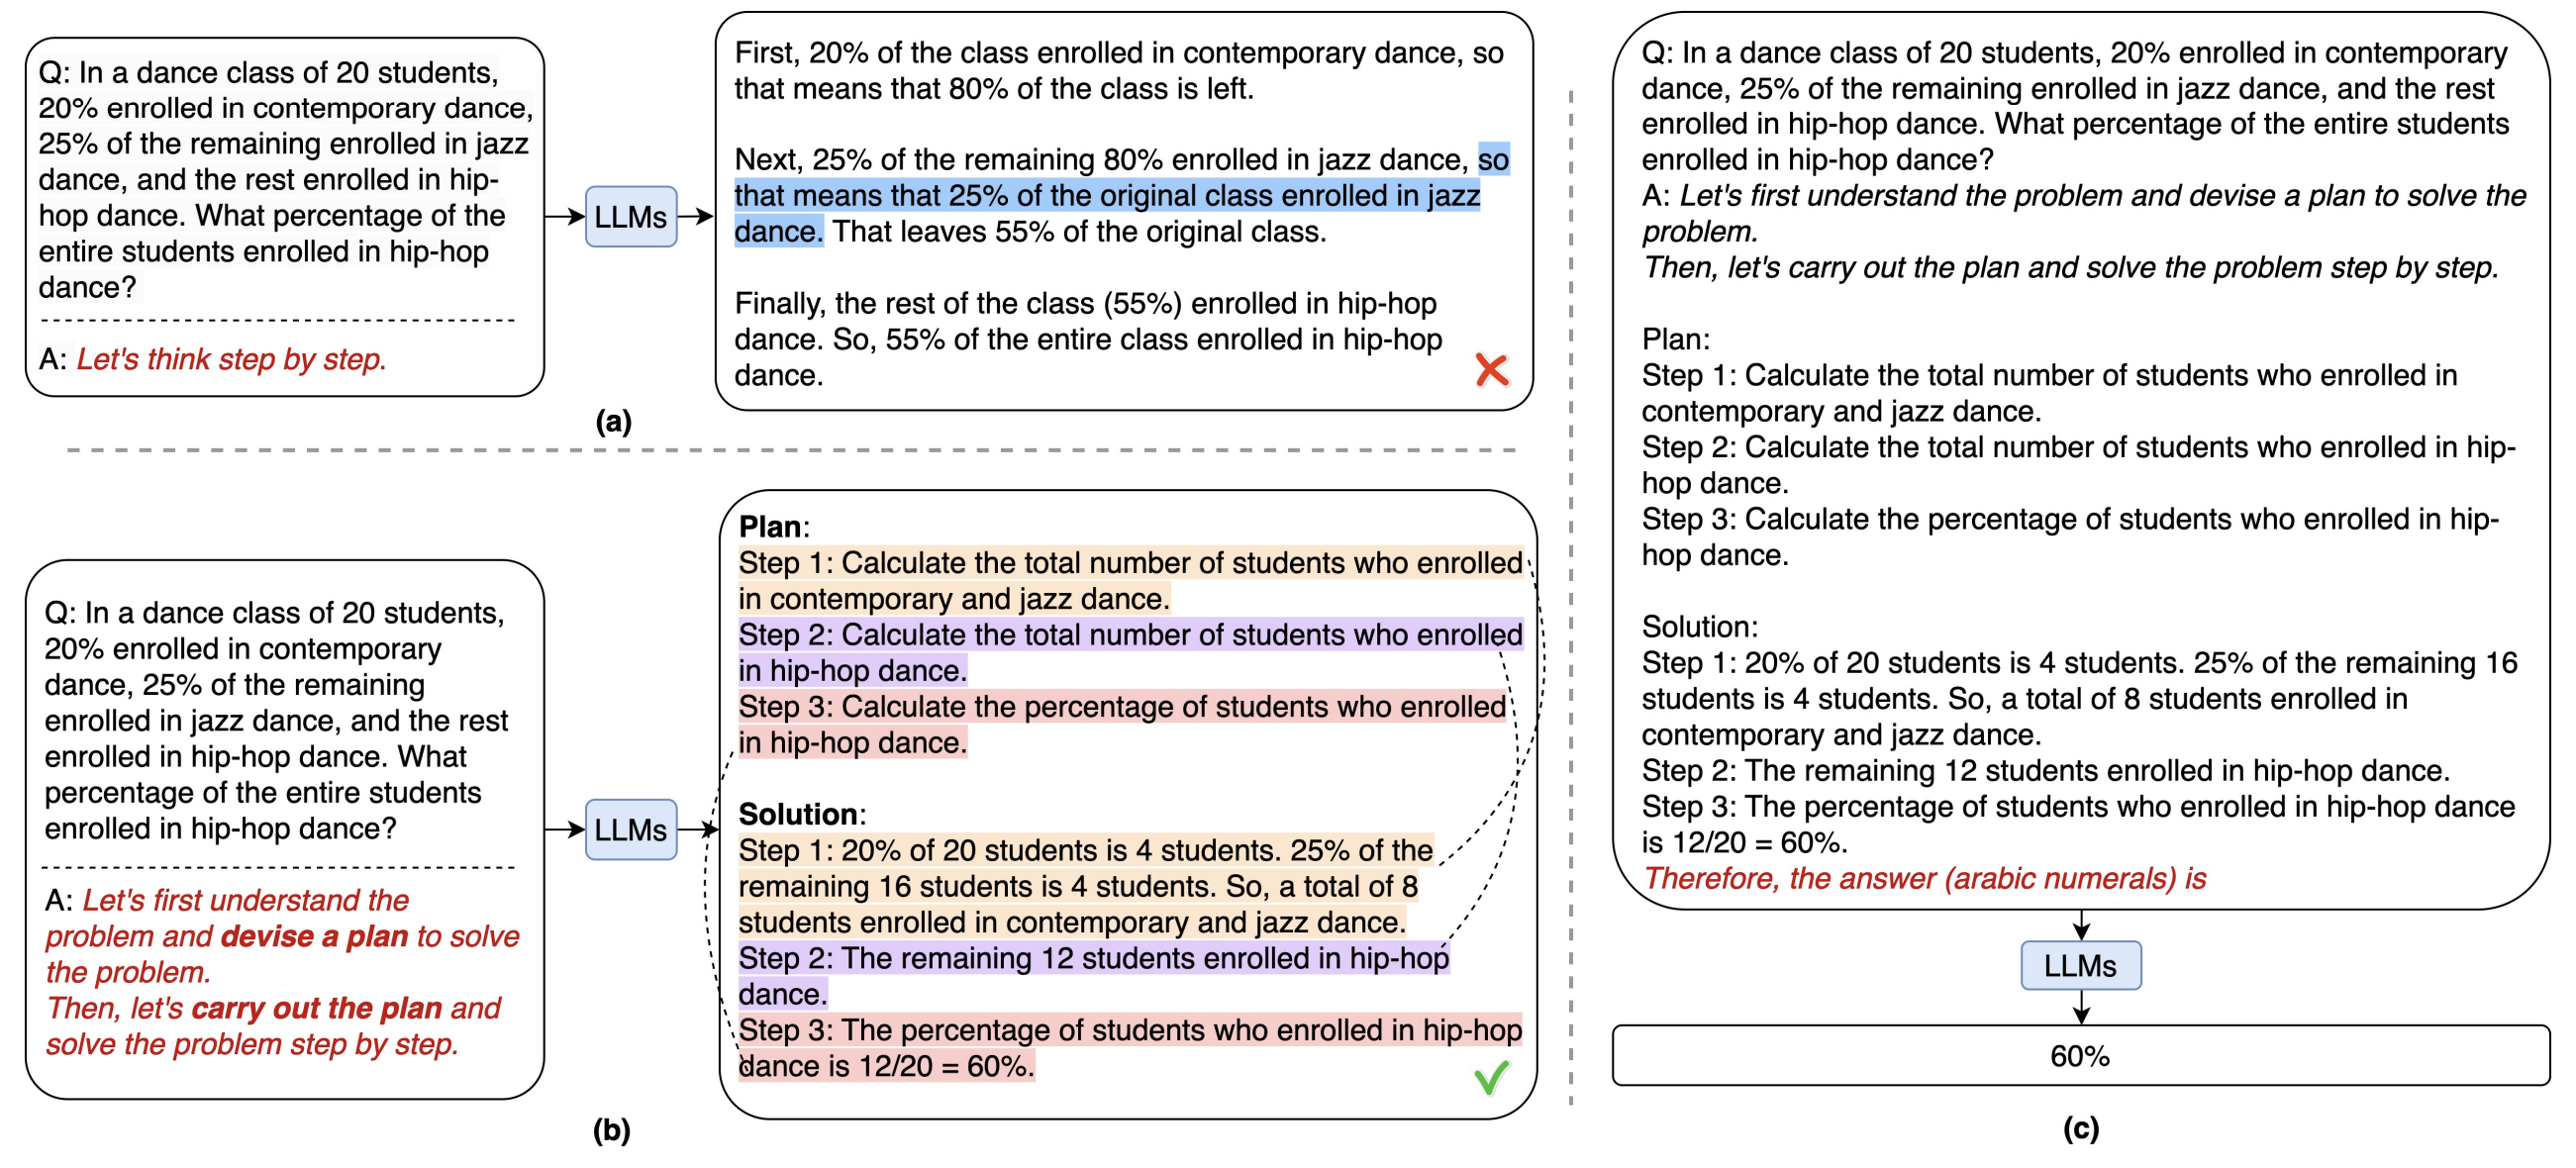 Q: In a dance class of 20 students,
20% enrolled in contemporary dance,
25% of the remaining enrolled in jazz
dance, and the rest enrolled in hip-
hop dance. What percentage of the
entire students enrolled in hip-hop
dance?
A: Let's think step by step.
LLMs
First, 20% of the class enrolled in contemporary dance, so
that means that 80% of the class is left.
Next, 25% of the remaining 80% enrolled in jazz dance, so
that means that 25% of the original class enrolled in jazz
dance. That leaves 55% of the original class.
Finally, the rest of the class (55%) enrolled in hip-hop
dance. So, 55% of the entire class enrolled in hip-hop
dance.
(a)
Q: In a dance class of 20 students,
20% enrolled in contemporary
dance, 25% of the remaining
enrolled in jazz dance, and the rest
enrolled in hip-hop dance. What
percentage of the entire students
enrolled in hip-hop dance?
A: Let's first understand the
problem and devise a plan to solve
the problem.
Then, let's carry out the plan and
solve the problem step by step.
LLMs
Plan:
Step 1: Calculate the total number of students who enrolled
in contemporary and jazz dance.
Step 2: Calculate the total number of students who enrolled
in hip-hop dance.
Step 3: Calculate the percentage of students who enrolled
in hip-hop dance.
Solution:
Step 1: 20% of 20 students is 4 students. 25% of the
remaining 16 students is 4 students. So, a total of 8
students enrolled in contemporary and jazz dance.
Step 2: The remaining 12 students enrolled in hip-hop
dance.
Step 3: The percentage of students who enrolled in hip-hop
dance is 12/20 = 60%.
(b)
Q: In a dance class of 20 students, 20% enrolled in contemporary
dance, 25% of the remaining enrolled in jazz dance, and the rest
enrolled in hip-hop dance. What percentage of the entire students
enrolled in hip-hop dance?
A: Let's first understand the problem and devise a plan to solve the
problem.
Then, let's carry out the plan and solve the problem step by step.
Plan:
Step 1: Calculate the total number of students who enrolled in
contemporary and jazz dance.
Step 2: Calculate the total number of students who enrolled in hip-
hop dance.
Step 3: Calculate the percentage of students who enrolled in hip-
hop dance.
Solution:
Step 1: 20% of 20 students is 4 students. 25% of the remaining 16
students is 4 students. So, a total of 8 students enrolled in
contemporary and jazz dance.
Step 2: The remaining 12 students enrolled in hip-hop dance.
Step 3: The percentage of students who enrolled in hip-hop dance
is 12/20 = 60%.
Therefore, the answer (arabic numerals) is
LLMs
60%
(c)